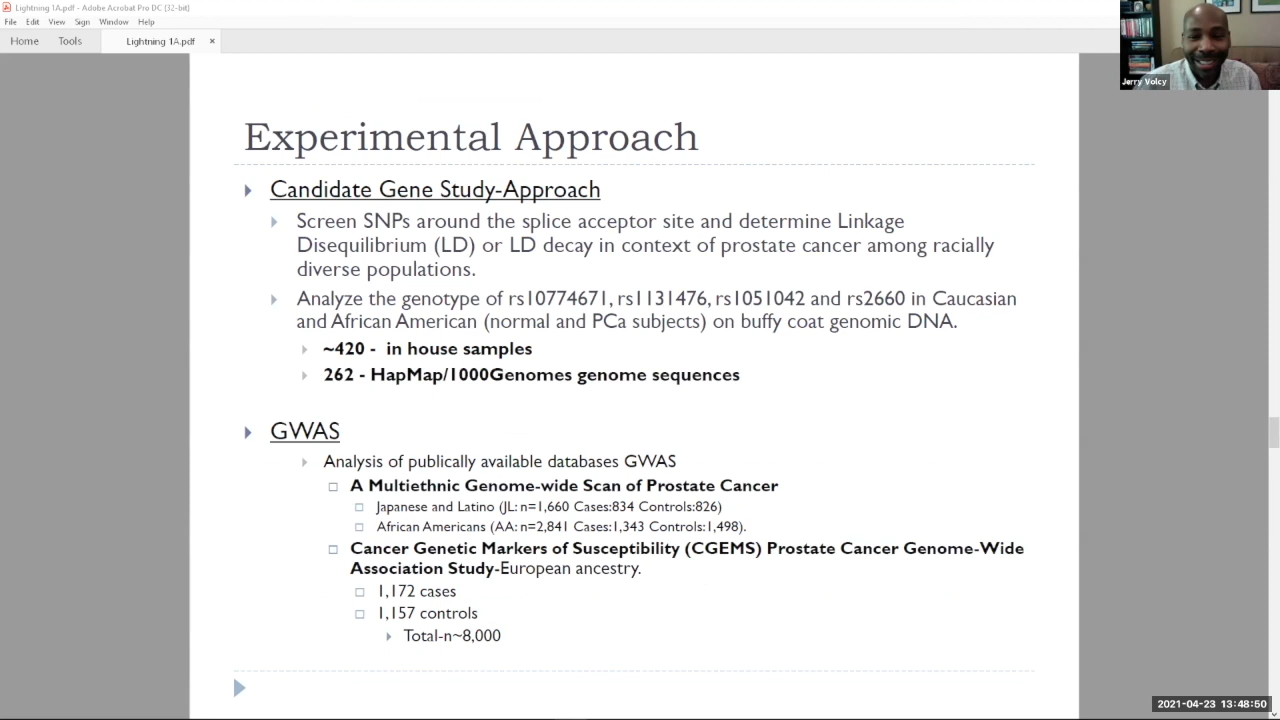 Lightning 1A.pdf - Adobe Acrobat Pro DC (32-bit)
File Edit View Sign Window Help
Home Tools Lightning 1A.pdf ×
Jerry Volcy
Experimental Approach
Candidate Gene Study-Approach
Screen SNPs around the splice acceptor site and determine Linkage
Disequilibrium (LD) or LD decay in context of prostate cancer among racially
diverse populations.
Analyze the genotype of rs10774671, rs1131476, rs1051042 and rs2660 in Caucasian
and African American (normal and PCa subjects) on buffy coat genomic DNA.
~420 - in house samples
262 - HapMap/1000Genomes genome sequences
GWAS
Analysis of publically available databases GWAS
A Multiethnic Genome-wide Scan of Prostate Cancer
Japanese and Latino (JL: n=1,660 Cases:834 Controls:826)
African Americans (AA: n=2,841 Cases:1,343 Controls:1,498).
Cancer Genetic Markers of Susceptibility (CGEMS) Prostate Cancer Genome-Wide
Association Study-European ancestry.
1,172 cases
1,157 controls
Total-n~8,000
2021-04-23 13:48:50